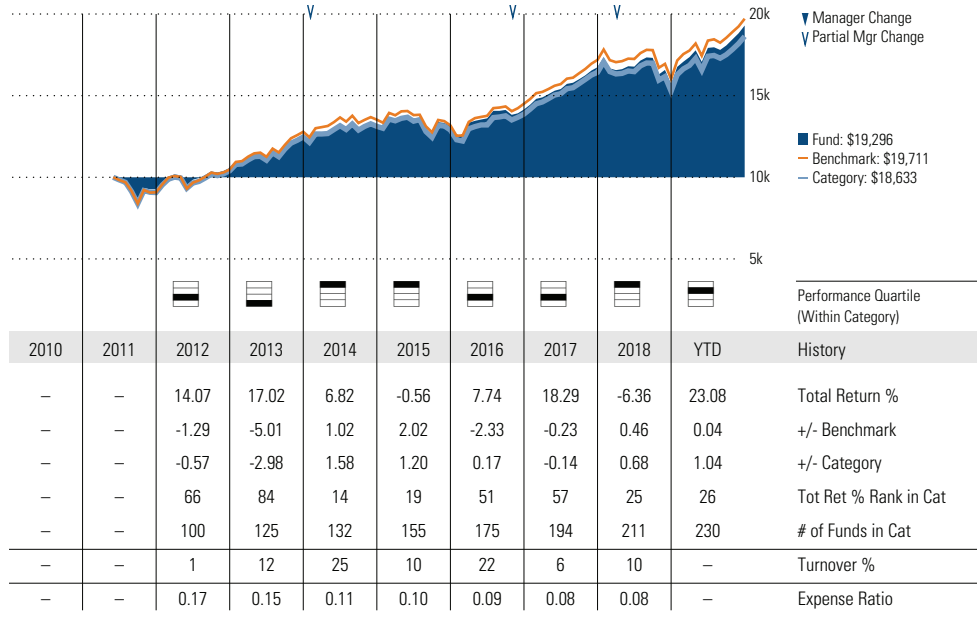 20k
▼ Manager Change
V Partial Mgr Change
15k
Fund: $19,296
Benchmark: $19,711
Category: $18,633
10k
5k
Performance Quartile
(Within Category)
2010 2011 2012 2013 2014 2015 2016 2017 2018 YTD History
– – 14.07 17.02 6.82 -0.56 7.74 18.29 -6.36 23.08 Total Return %
– – -1.29 -5.01 1.02 2.02 -2.33 -0.23 0.46 0.04 +/- Benchmark
– – -0.57 -2.98 1.58 1.20 0.17 -0.14 0.68 1.04 +/- Category
– – 66 84 14 19 51 57 25 26 Tot Ret % Rank in Cat
– – 100 125 132 155 175 194 211 230 # of Funds in Cat
– – 1 12 25 10 22 6 10 – Turnover %
– – 0.17 0.15 0.11 0.10 0.09 0.08 0.08 – Expense Ratio